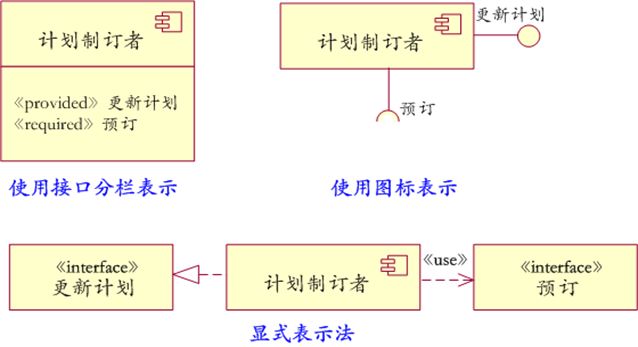 计划制订者
《provided》更新计划
《required》预订
使用接口分栏表示
计划制订者
更新计划
预订
使用图标表示
《interface》
更新计划
计划制订者
《use》
《interface》
预订
显式表示法